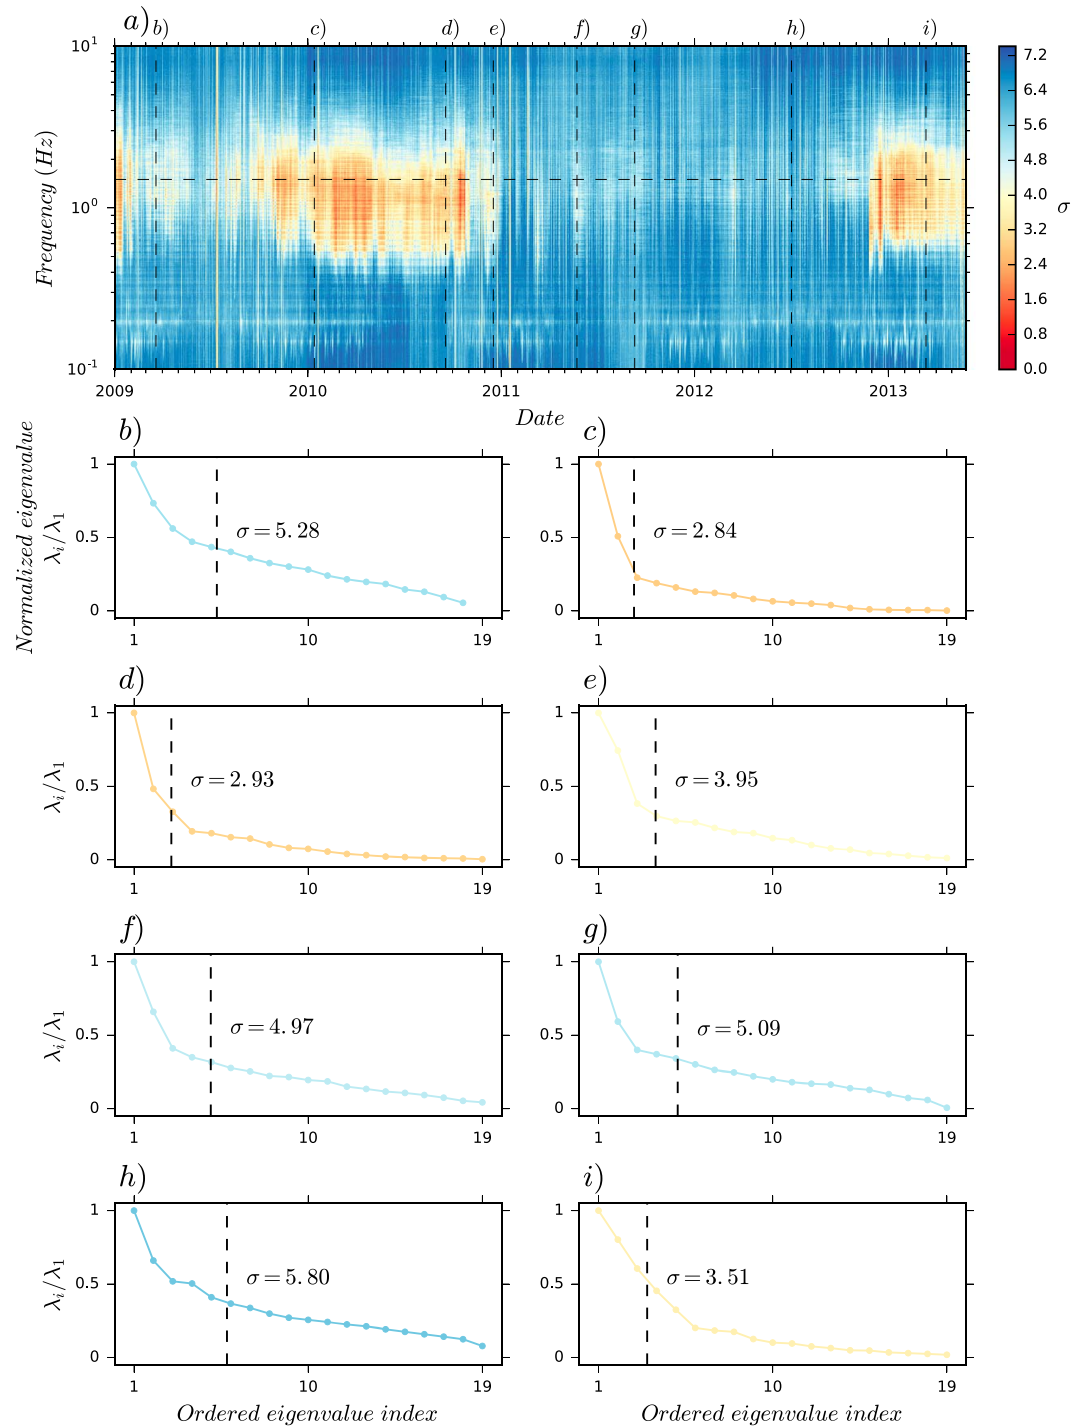 a) b) c) d) e) f) g) h) i)
10^1
10^0
10^-1
Frequency (Hz)
2009 2010 2011 2012 2013
Date
7.2
6.4
5.6
4.8
4.0
3.2
2.4
1.6
0.8
0.0
σ
b)
Normalized eigenvalue
λi/λ1
1
0.5
0
σ = 5.28
1 10 19
c)
1
0.5
0
σ = 2.84
1 10 19
d)
λi/λ1
1
0.5
0
σ = 2.93
1 10 19
e)
1
0.5
0
σ = 3.95
1 10 19
f)
λi/λ1
1
0.5
0
σ = 4.97
1 10 19
g)
1
0.5
0
σ = 5.09
1 10 19
h)
λi/λ1
1
0.5
0
σ = 5.80
1 10 19
Ordered eigenvalue index
i)
1
0.5
0
σ = 3.51
1 10 19
Ordered eigenvalue index